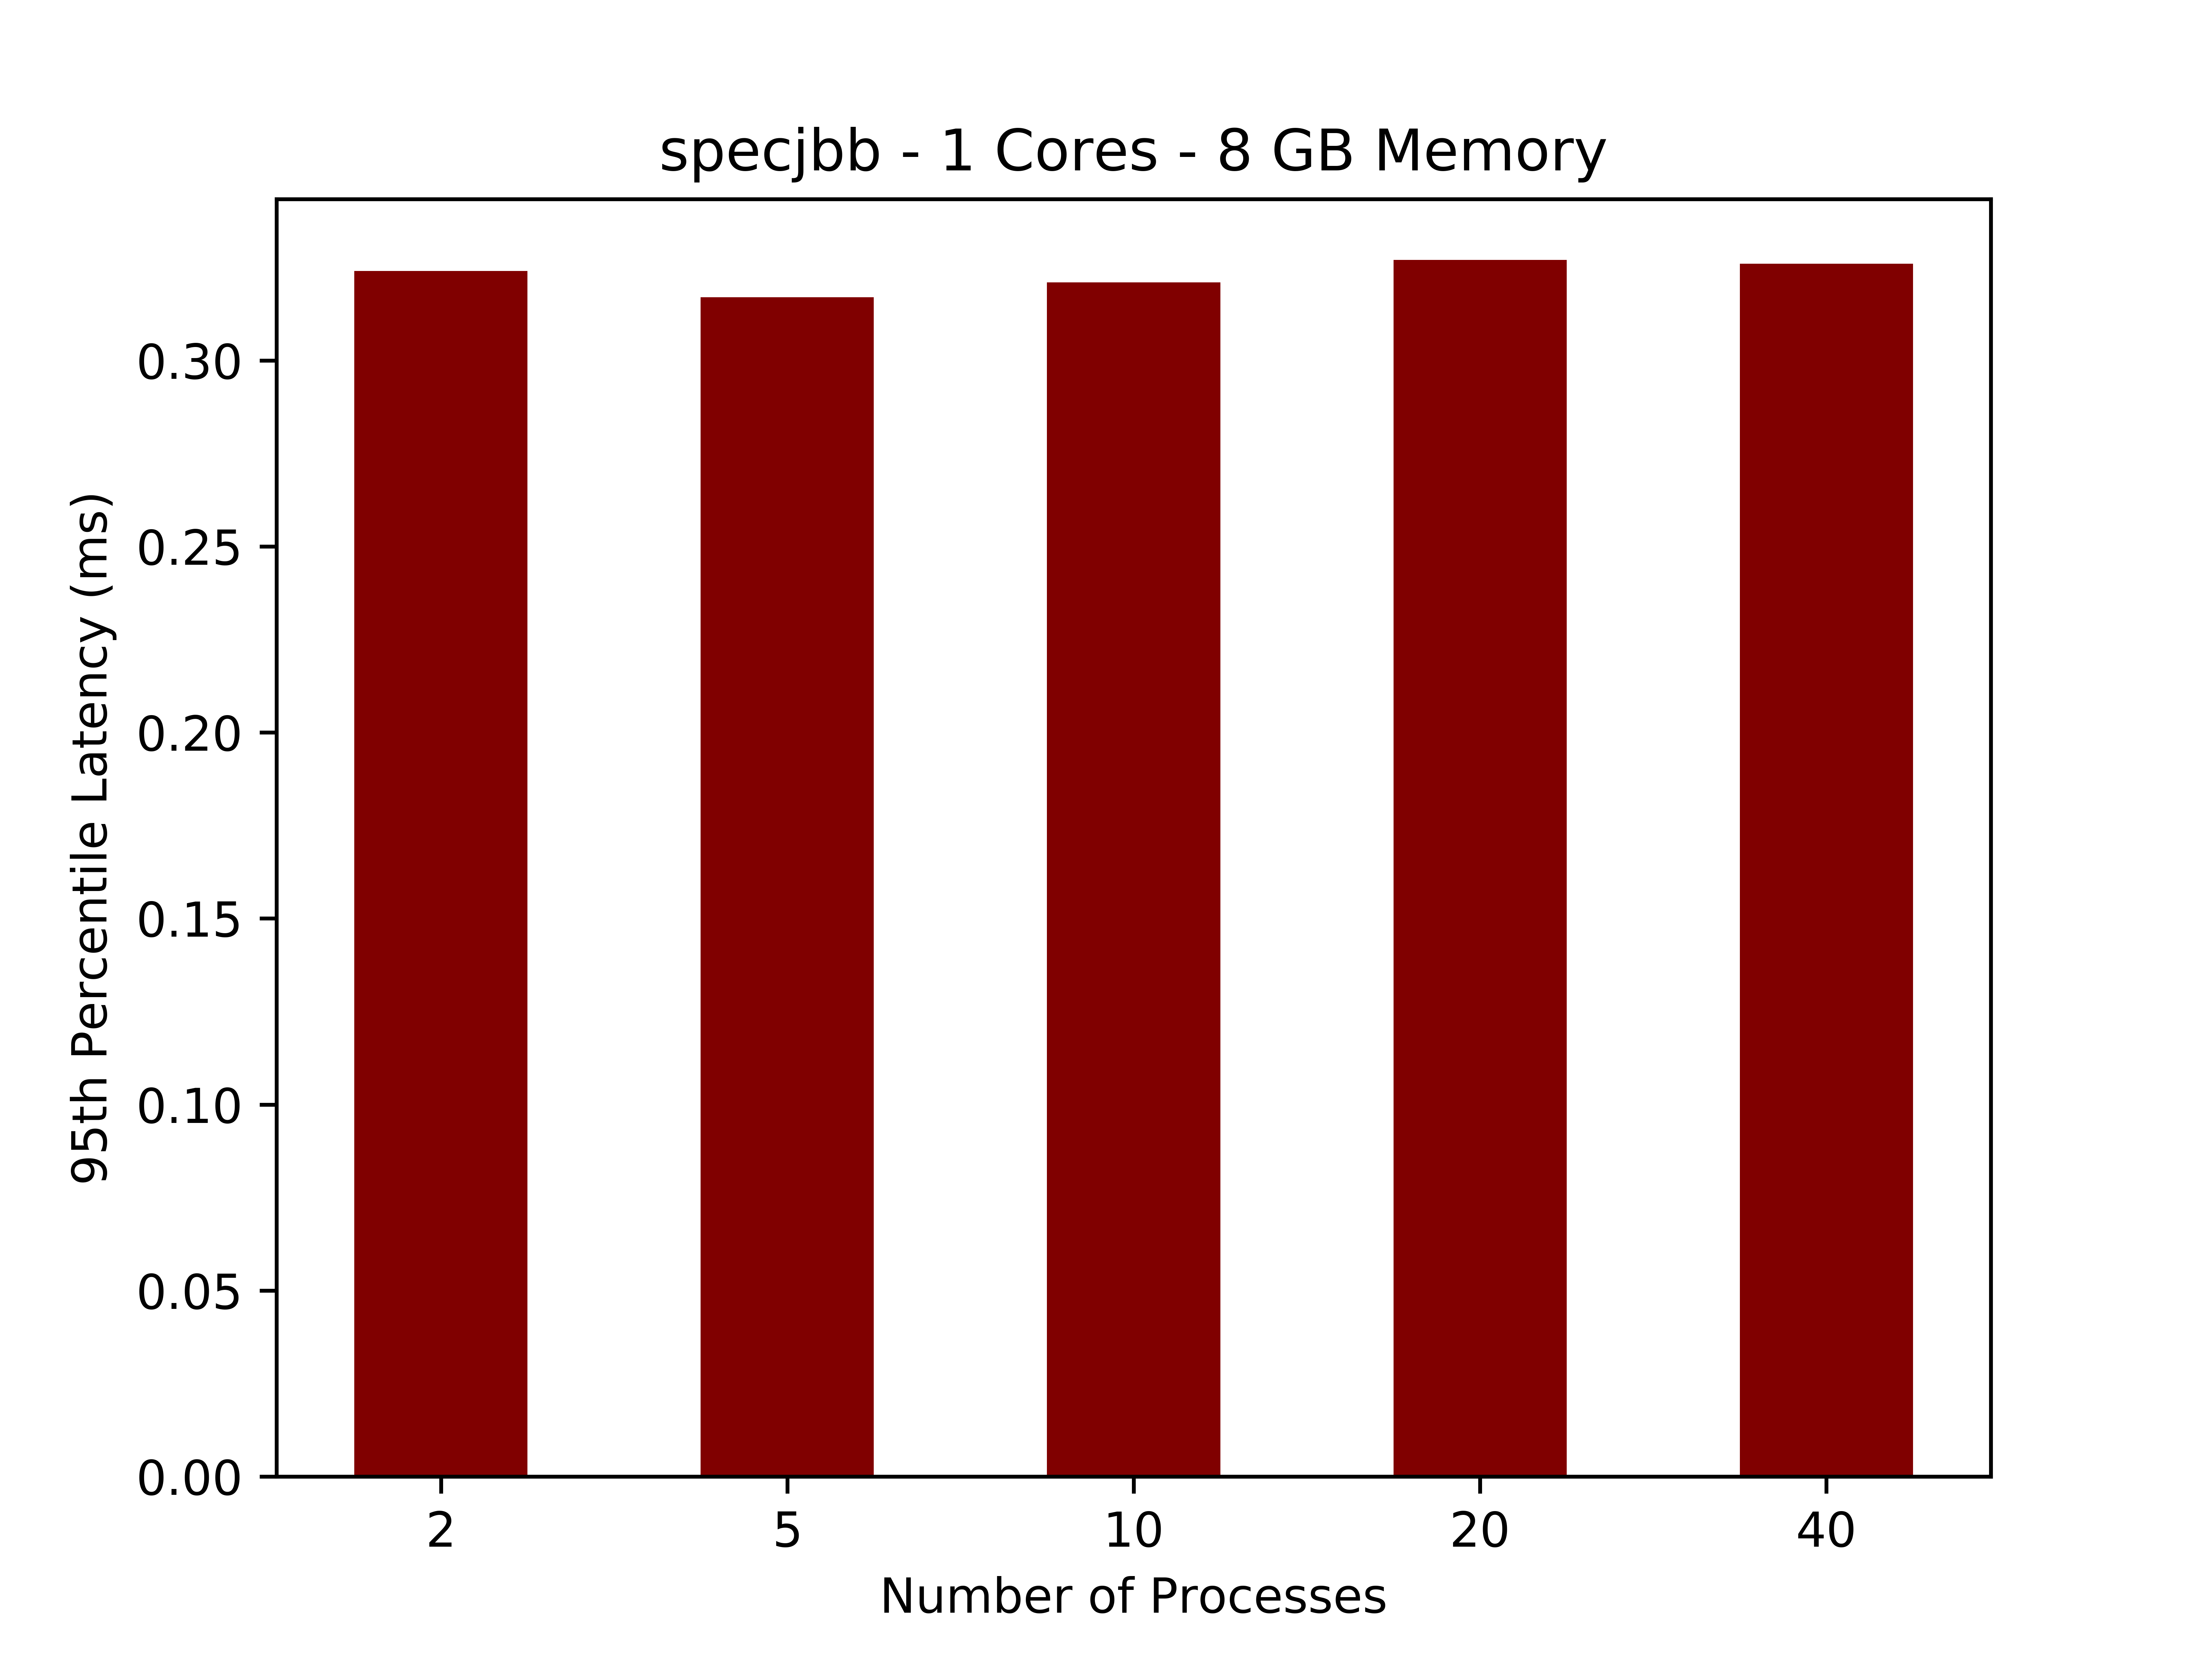 specjbb - 1 Cores - 8 GB Memory
95th Percentile Latency (ms)
0.30
0.25
0.20
0.15
0.10
0.05
0.00
2 5 10 20 40
Number of Processes